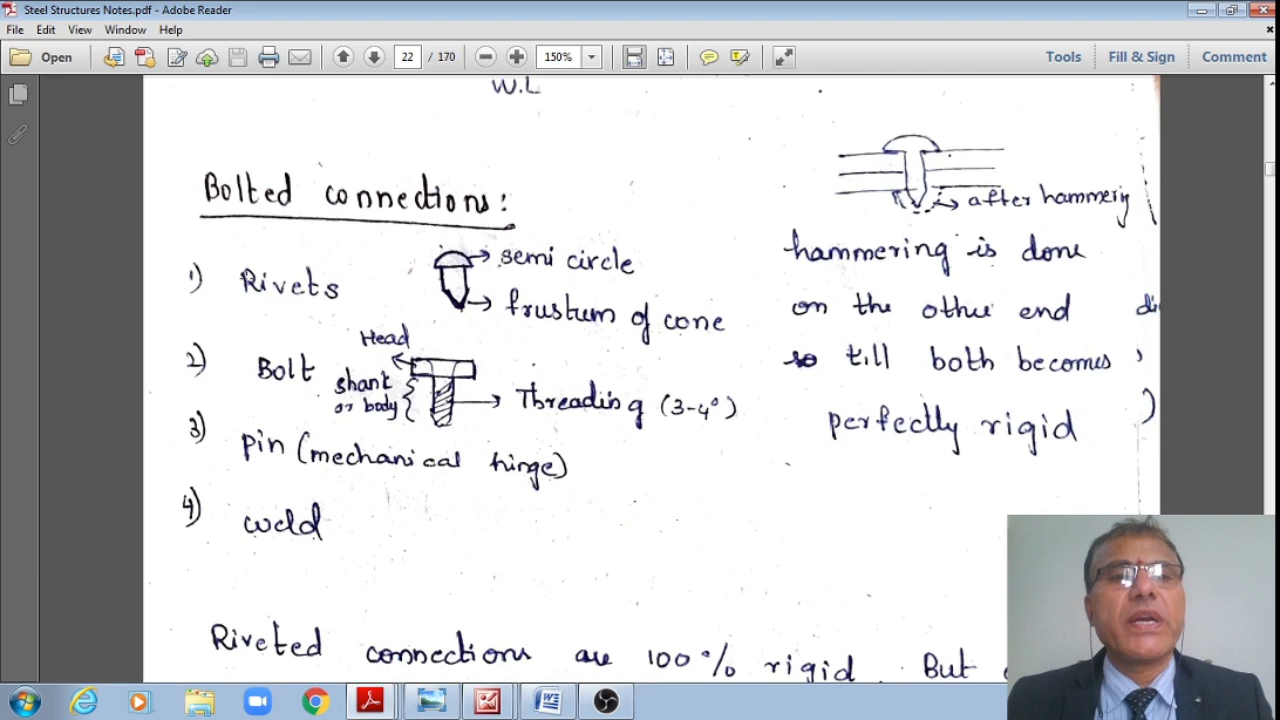 Steel Structures Notes.pdf - Adobe Reader
File Edit View Window Help
Open 22 / 170 150% Tools Fill & Sign Comment
W.L
Bolted connections:
after hammering
1) Rivets
semi circle
frustum of cone
hammering is done
on the other end
so till both becomes
perfectly rigid
2) Bolt
Head
shant
or body
Threading (3-4°)
3) pin (mechanical hinge)
4) weld
Riveted connections are 100% rigid. But